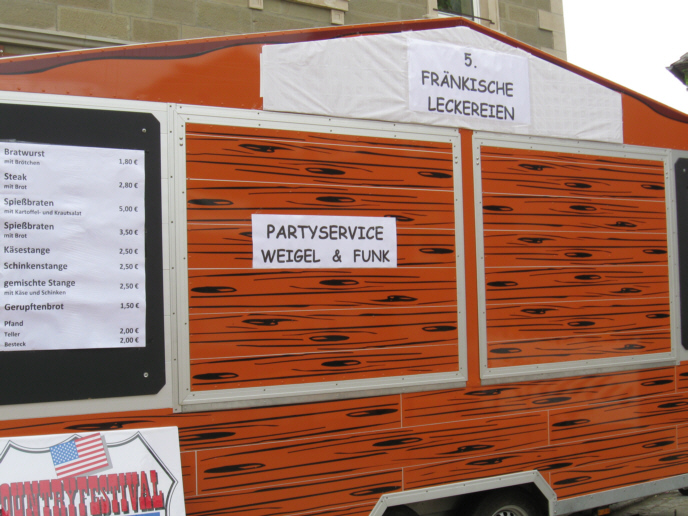 5.
FRÄNKISCHE
LECKEREIEN
Bratwurst
mit Brötchen 1,80 €
Steak
mit Brot 2,80 €
Spießbraten
mit Kartoffel- und Krautsalat 5,00 €
Spießbraten
mit Brot 3,50 €
Käsestange 2,50 €
Schinkenstange 2,50 €
gemischte Stange 2,50 €
mit Käse und Schinken
Gerupftenbrot 1,50 €
Pfand
Teller 2,00 €
Besteck 2,00 €
PARTYSERVICE
WEIGEL & FUNK
OUNTRYFESTIVAL